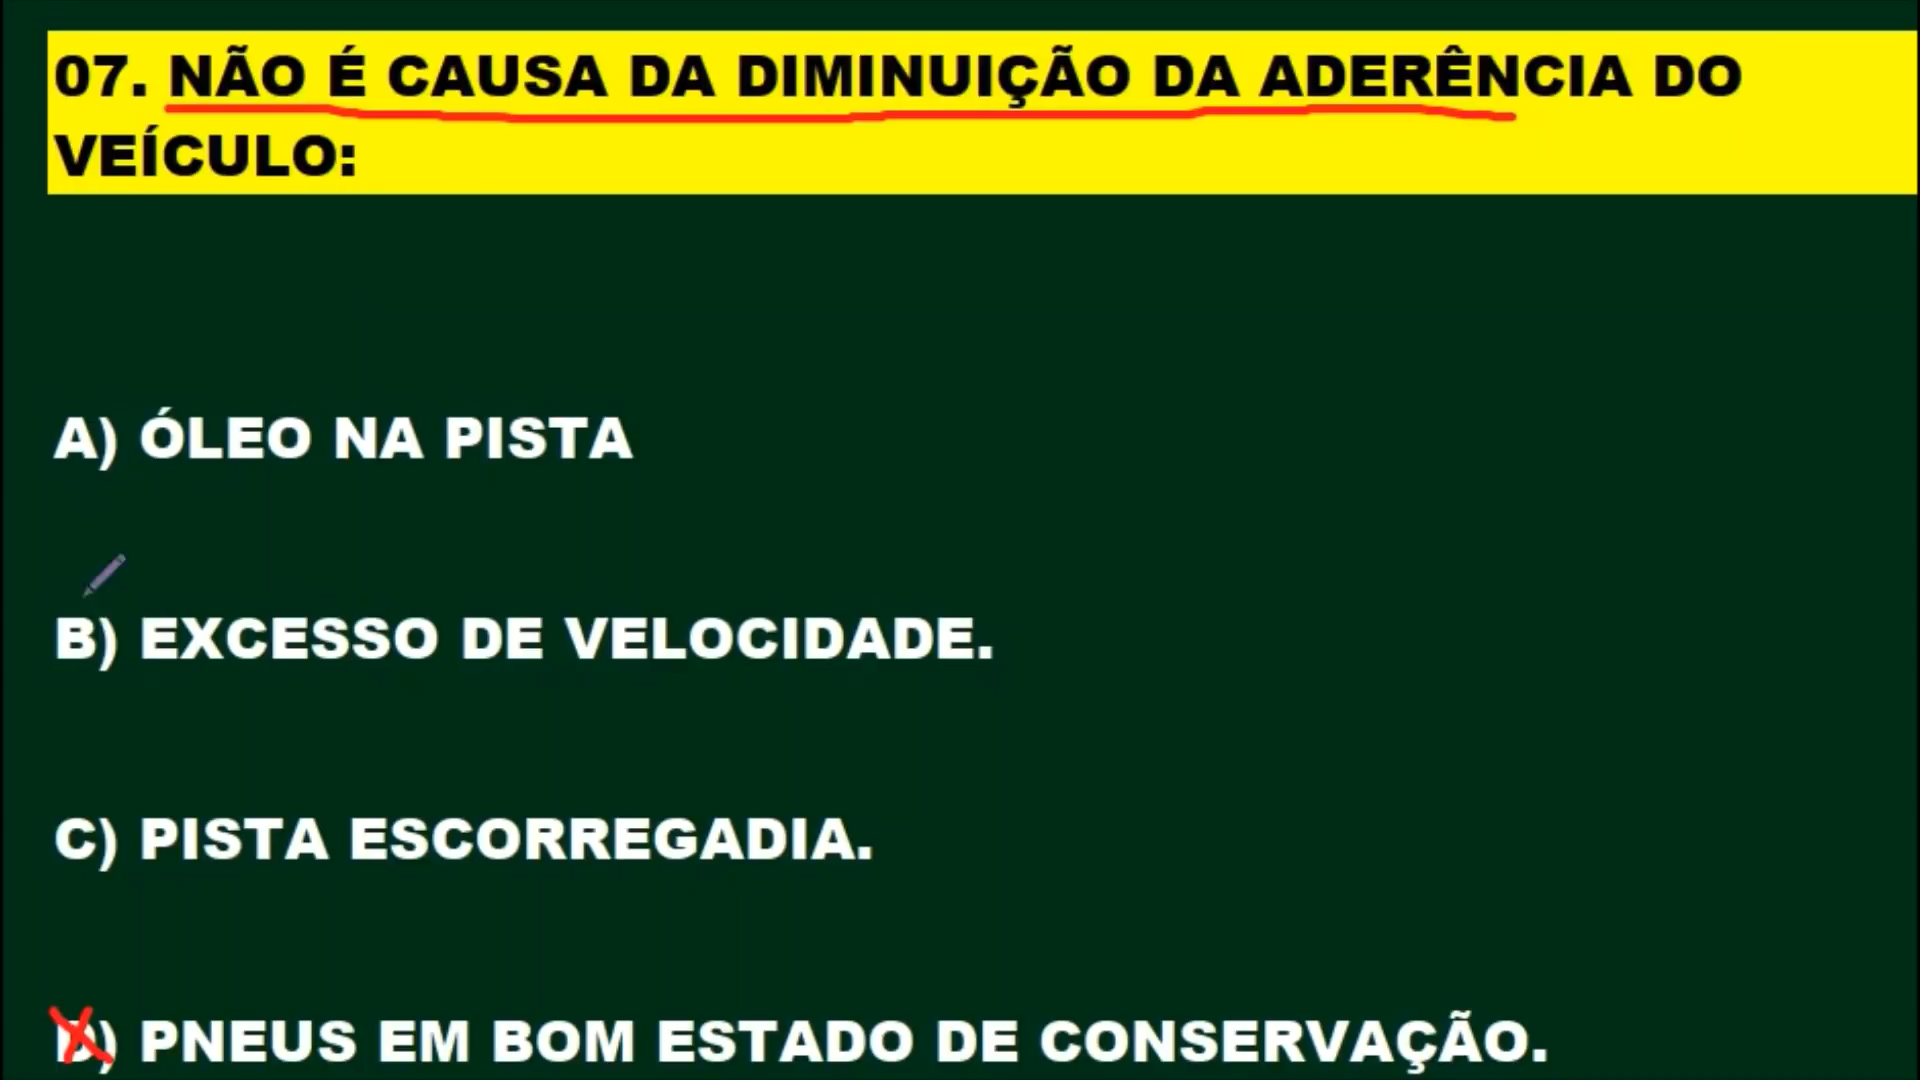 07. NÃO É CAUSA DA DIMINUIÇÃO DA ADERÊNCIA DO
VEÍCULO:
A) ÓLEO NA PISTA
B) EXCESSO DE VELOCIDADE.
C) PISTA ESCORREGADIA.
D) PNEUS EM BOM ESTADO DE CONSERVAÇÃO.